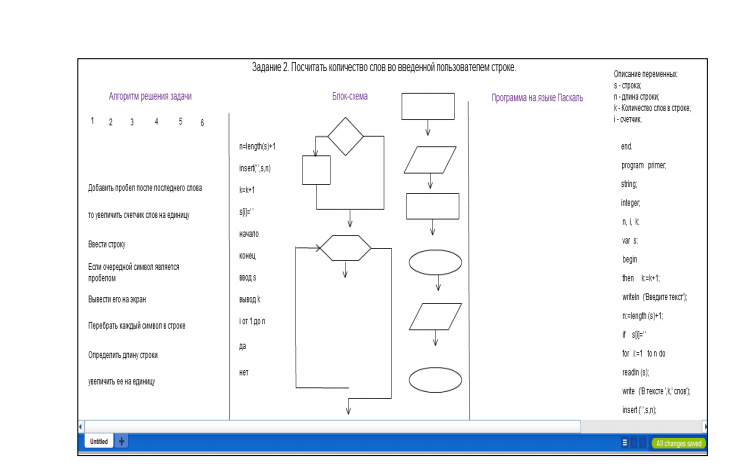 Задание 2. Посчитать количество слов во введенной пользователем строке.
Алгоритм решения задачи
1 2 3 4 5 6
Добавить пробел после последнего слова
то увеличить счетчик слов на единицу
Ввести строку
Если очередной символ является
пробелом
Вывести его на экран
Перебрать каждый символ в строке
Определить длину строки
увеличить ее на единицу
Блок-схема
n=length(s)+1
insert(' ',s,n)
k=k+1
s[i]=' '
начало
конец
ввод s
вывод k
i от 1 до n
да
нет
Программа на языке Паскаль
Описание переменных:
s - строка;
n - длина строки;
k - Количество слов в строке;
i - счетчик.
end.
program primer;
string;
integer;
n, i, k:
var s:
begin
then k:=k+1;
writeln ('Введите текст');
n:=length (s)+1;
if s[i]=' '
for i:=1 to n do
readln (s);
write ('В тексте ',k,' слов');
insert (' ',s,n);
Untitled
All changes saved